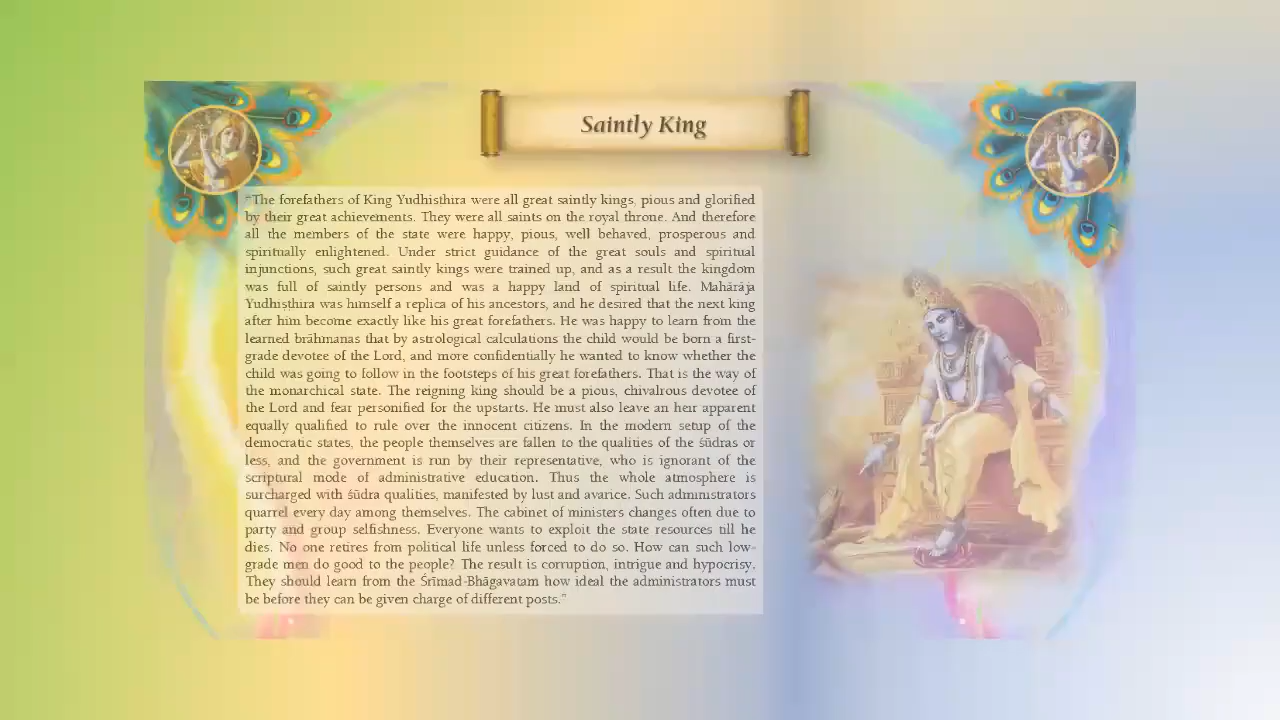 Saintly King
"The forefathers of King Yudhisthira were all great saintly kings, pious and glorified
by their great achievements. They were all saints on the royal throne. And therefore
all the members of the state were happy, pious, well behaved, prosperous and
spiritually enlightened. Under strict guidance of the great souls and spiritual
injunctions, such great saintly kings were trained up, and as a result the kingdom
was full of saintly persons and was a happy land of spiritual life. Mahārāja
Yudhiṣṭhira was himself a replica of his ancestors, and he desired that the next king
after him become exactly like his great forefathers. He was happy to learn from the
learned brāhmanas that by astrological calculations the child would be born a first-
grade devotee of the Lord, and more confidentially he wanted to know whether the
child was going to follow in the footsteps of his great forefathers. That is the way of
the monarchical state. The reigning king should be a pious, chivalrous devotee of
the Lord and fear personified for the upstarts. He must also leave an heir apparent
equally qualified to rule over the innocent citizens. In the modern setup of the
democratic states, the people themselves are fallen to the qualities of the śūdras or
less, and the government is run by their representative, who is ignorant of the
scriptural mode of administrative education. Thus the whole atmosphere is
surcharged with śūdra qualities, manifested by lust and avarice. Such administrators
quarrel every day among themselves. The cabinet of ministers changes often due to
party and group selfishness. Everyone wants to exploit the state resources till he
dies. No one retires from political life unless forced to do so. How can such low-
grade men do good to the people? The result is corruption, intrigue and hypocrisy.
They should learn from the Śrīmad-Bhāgavatam how ideal the administrators must
be before they can be given charge of different posts."